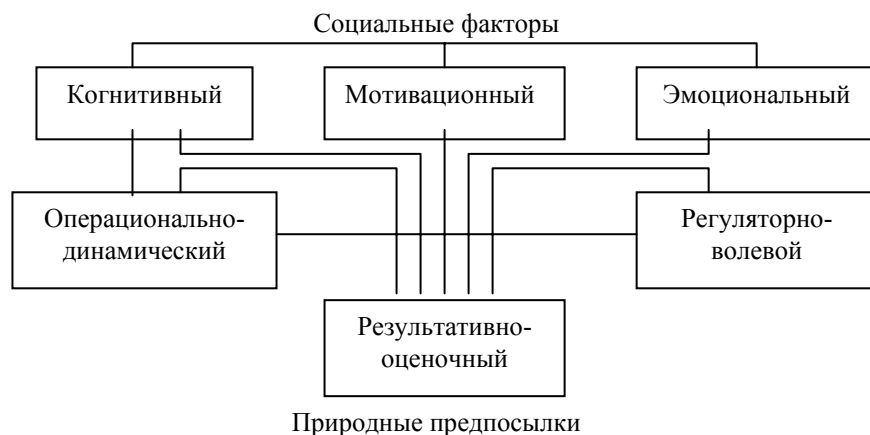 Социальные факторы
Когнитивный
Мотивационный
Эмоциональный
Операционально-
динамический
Регуляторно-
волевой
Результативно-
оценочный
Природные предпосылки